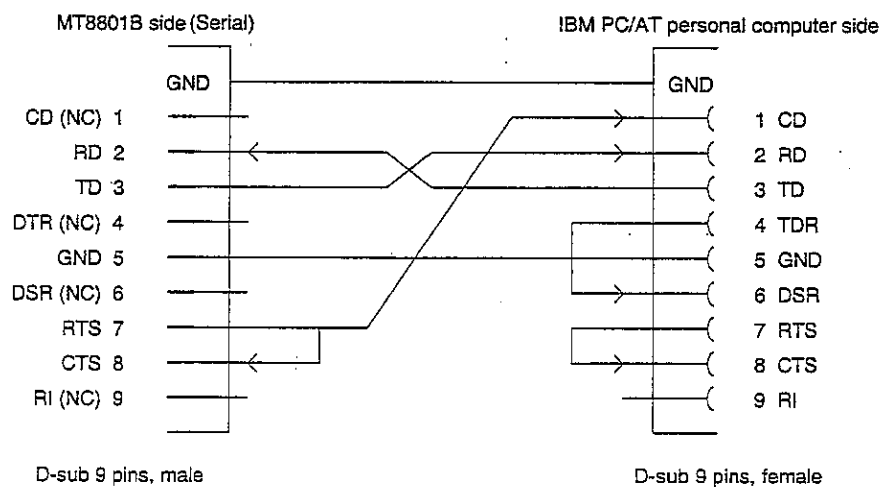 MT8801B side (Serial)
IBM PC/AT personal computer side
GND
GND
CD (NC) 1
1 CD
RD 2
2 RD
TD 3
3 TD
DTR (NC) 4
4 TDR
GND 5
5 GND
DSR (NC) 6
6 DSR
RTS 7
7 RTS
CTS 8
8 CTS
RI (NC) 9
9 RI
D-sub 9 pins, male
D-sub 9 pins, female